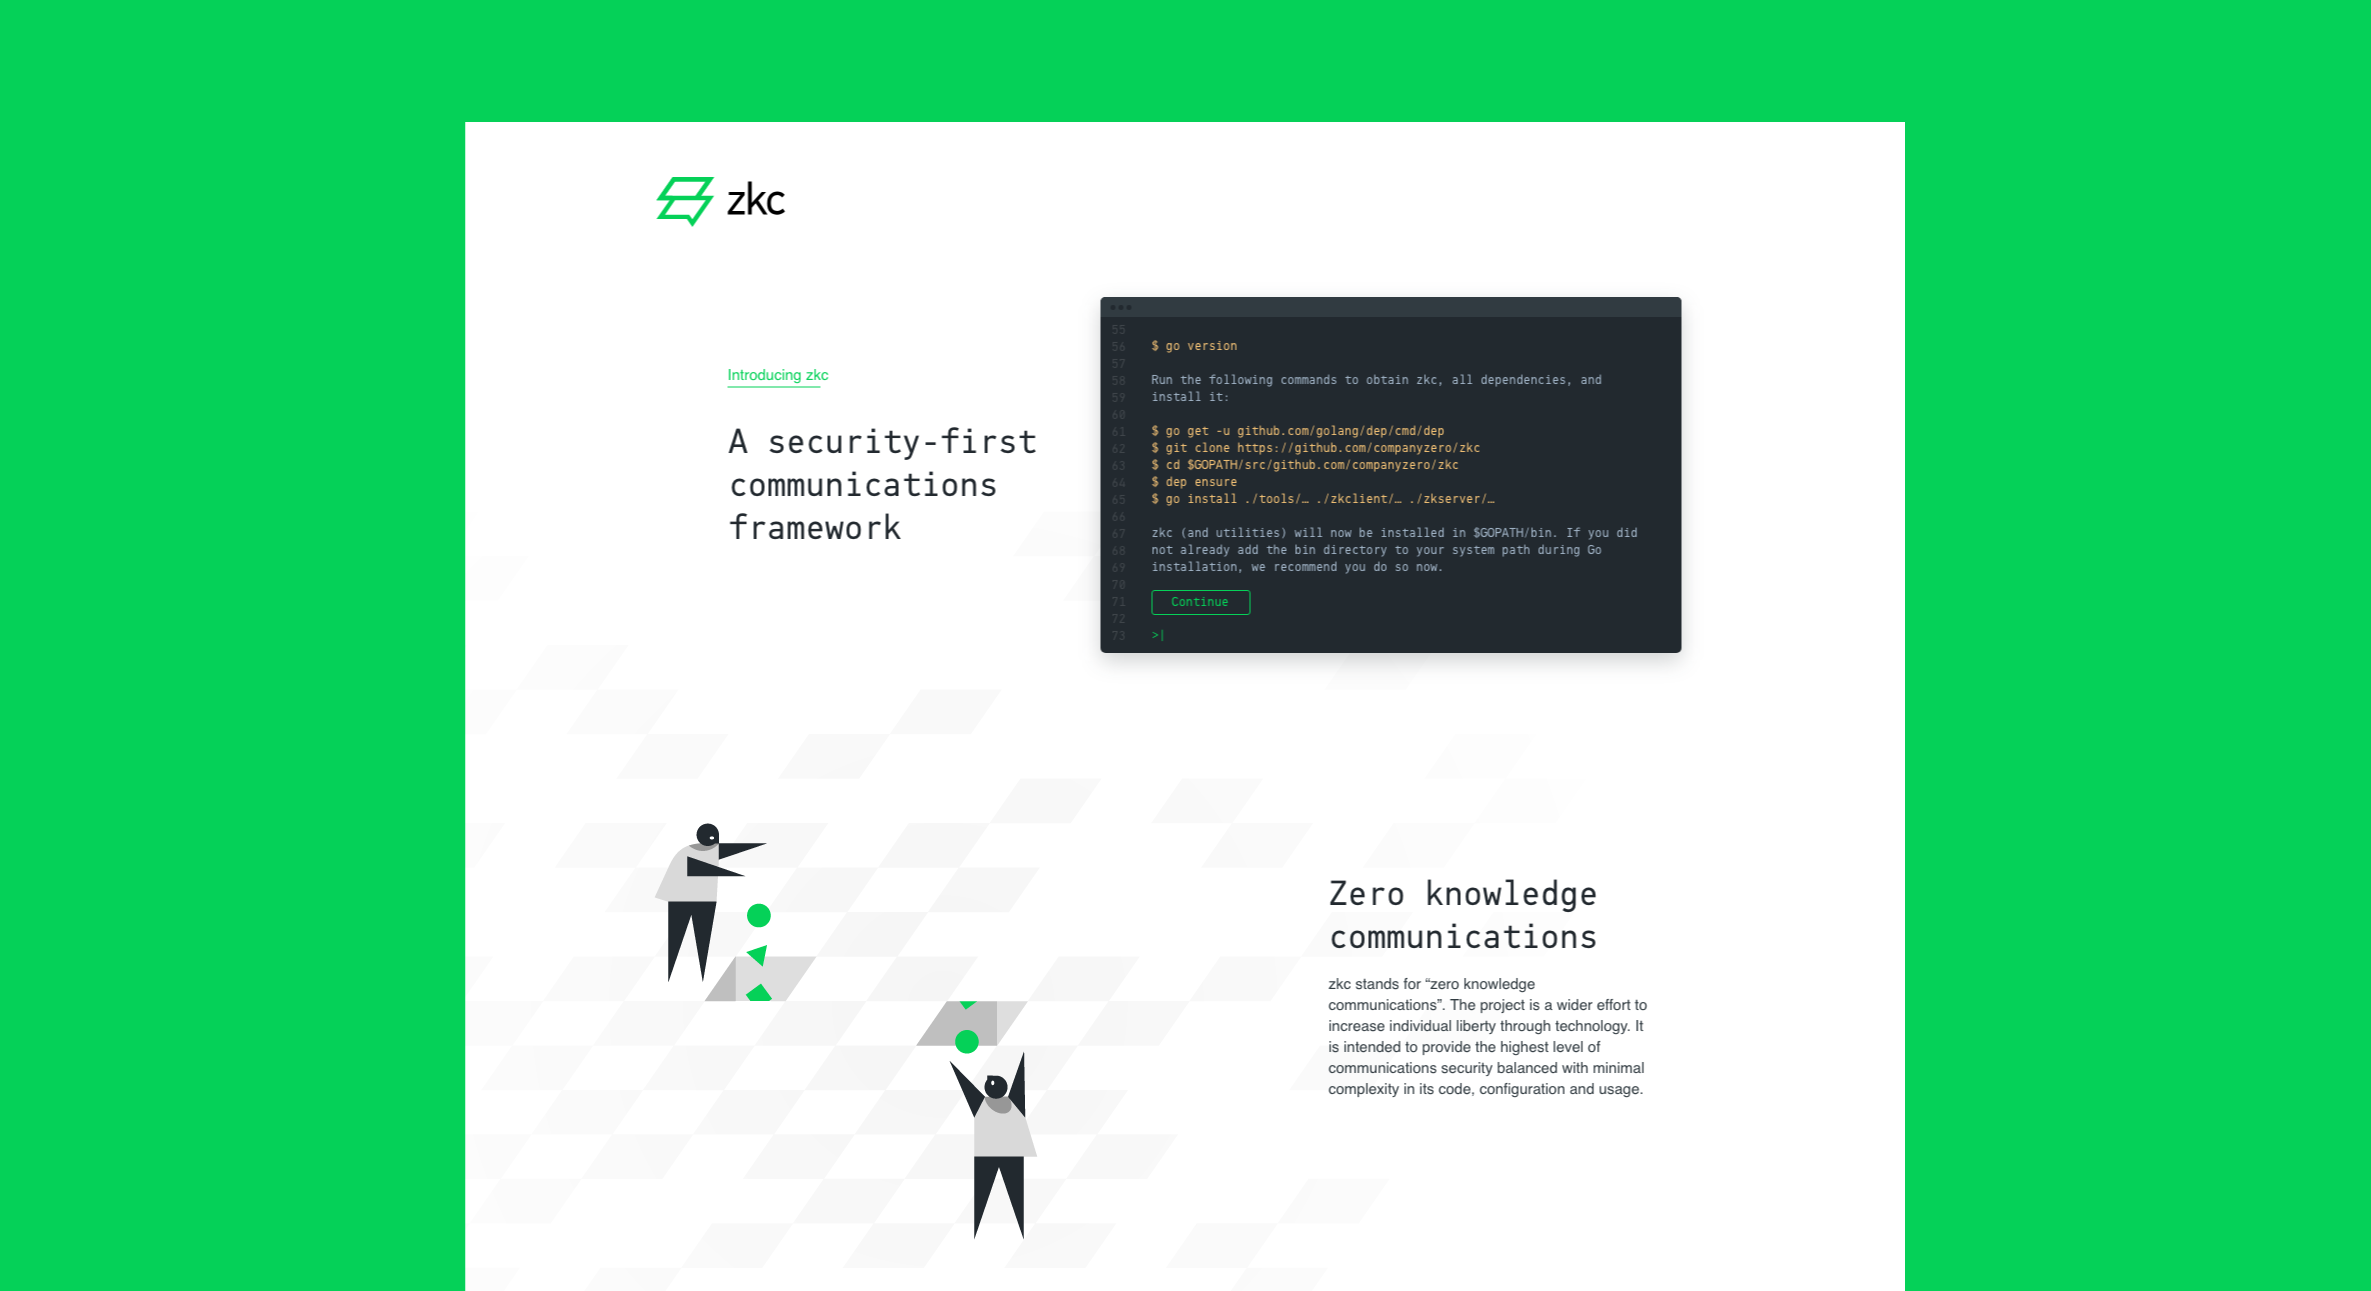 zkc
Introducing zkc
A security-first
communications
framework
55
56 $ go version
57
58 Run the following commands to obtain zkc, all dependencies, and
59 install it:
60
61 $ go get -u github.com/golang/dep/cmd/dep
62 $ git clone https://github.com/companyzero/zkc
63 $ cd $GOPATH/src/github.com/companyzero/zkc
64 $ dep ensure
65 $ go install ./tools/… ./zkclient/… ./zkserver/…
66
67 zkc (and utilities) will now be installed in $GOPATH/bin. If you did
68 not already add the bin directory to your system path during Go
69 installation, we recommend you do so now.
70
71 Continue
72
73 >|
Zero knowledge
communications
zkc stands for “zero knowledge
communications”. The project is a wider effort to
increase individual liberty through technology. It
is intended to provide the highest level of
communications security balanced with minimal
complexity in its code, configuration and usage.